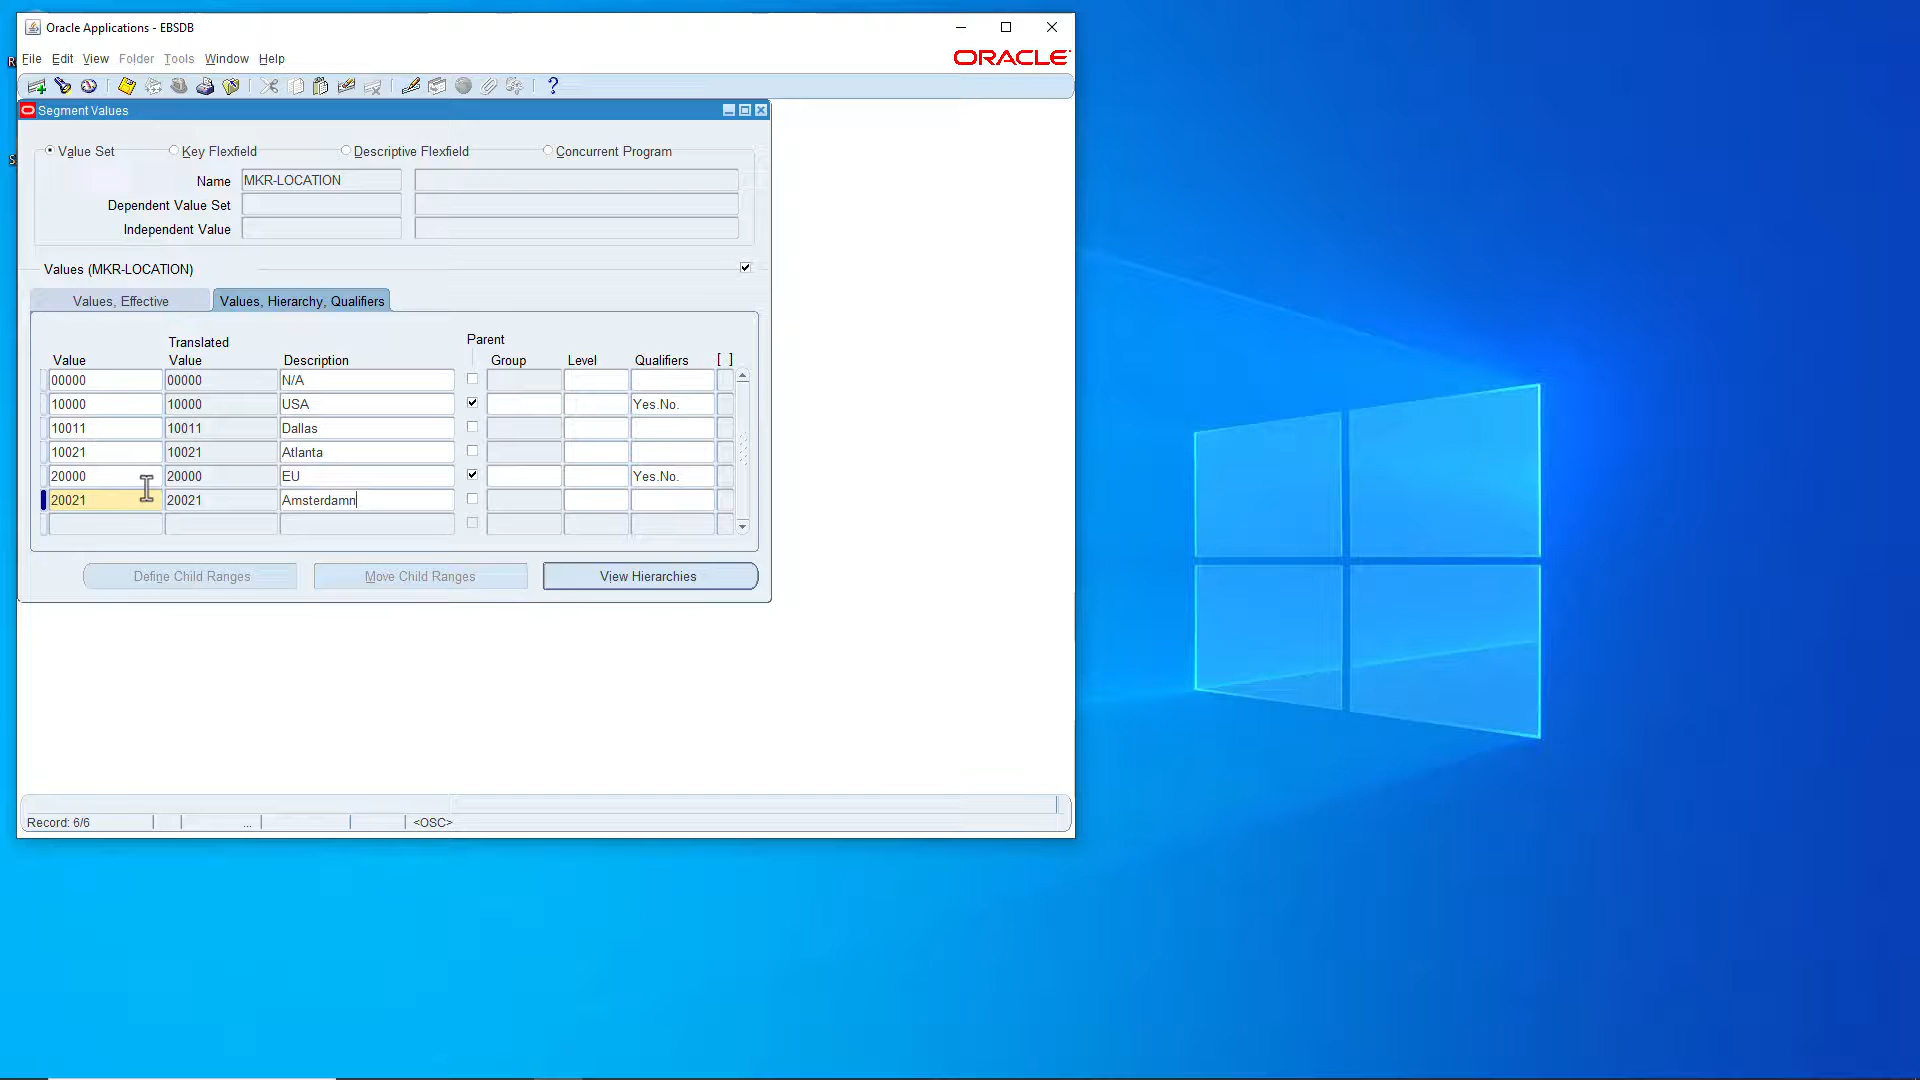 Oracle Applications - EBSDB
File Edit View Folder Tools Window Help
ORACLE
Segment Values
Value Set Key Flexfield Descriptive Flexfield Concurrent Program
Name MKR-LOCATION
Dependent Value Set
Independent Value
Values (MKR-LOCATION)
Values, Effective Values, Hierarchy, Qualifiers
Parent
Translated
Value Value Description Group Level Qualifiers [ ]
00000 00000 N/A
10000 10000 USA Yes.No.
10011 10011 Dallas
10021 10021 Atlanta
20000 20000 EU Yes.No.
20021 20021 Amsterdamn
Define Child Ranges Move Child Ranges View Hierarchies
Record: 6/6 ... <OSC>